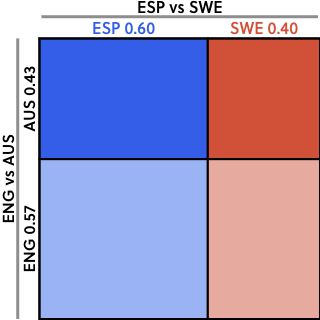 ESP vs SWE
ESP 0.60
SWE 0.40
ENG vs AUS
AUS 0.43
ENG 0.57